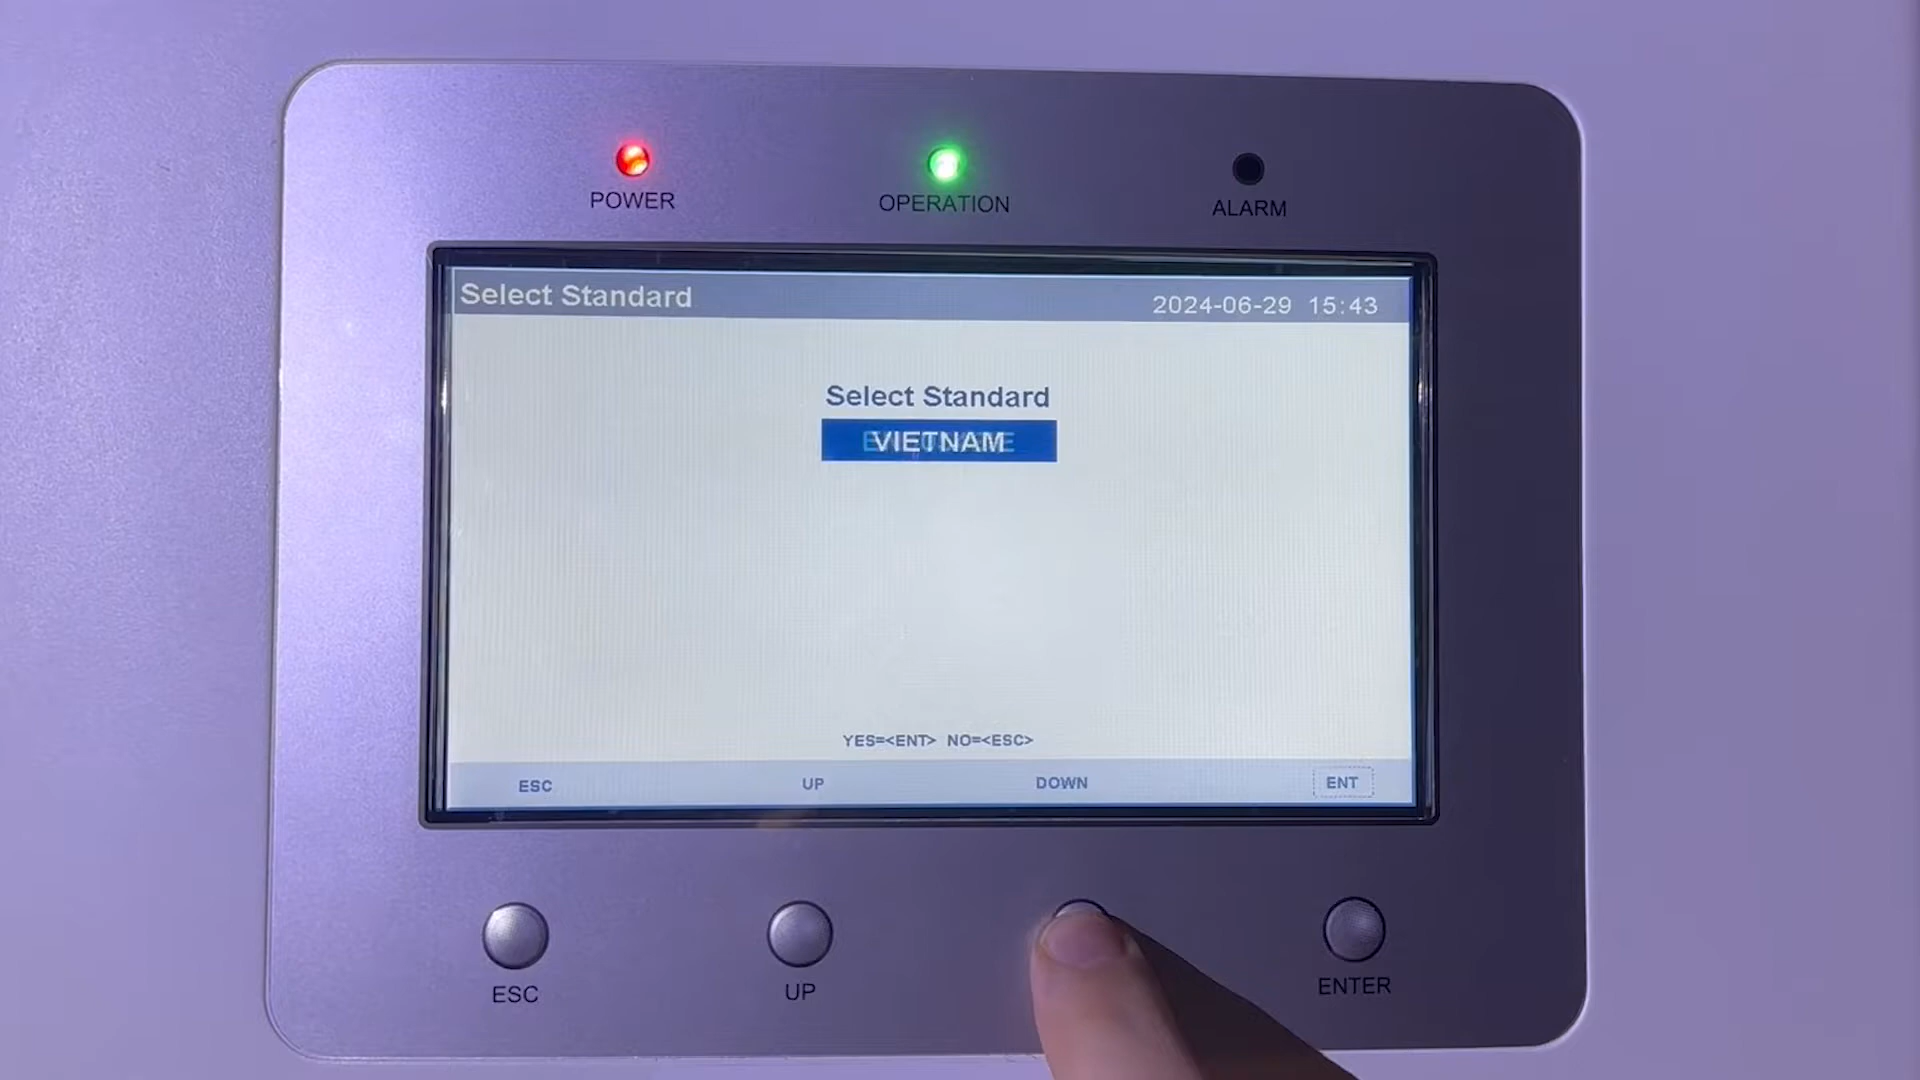 POWER
OPERATION
ALARM
Select Standard
2024-06-29 15:43
Select Standard
VIETNAM
YES=<ENT> NO=<ESC>
ESC
UP
DOWN
ENT
ESC
UP
ENTER